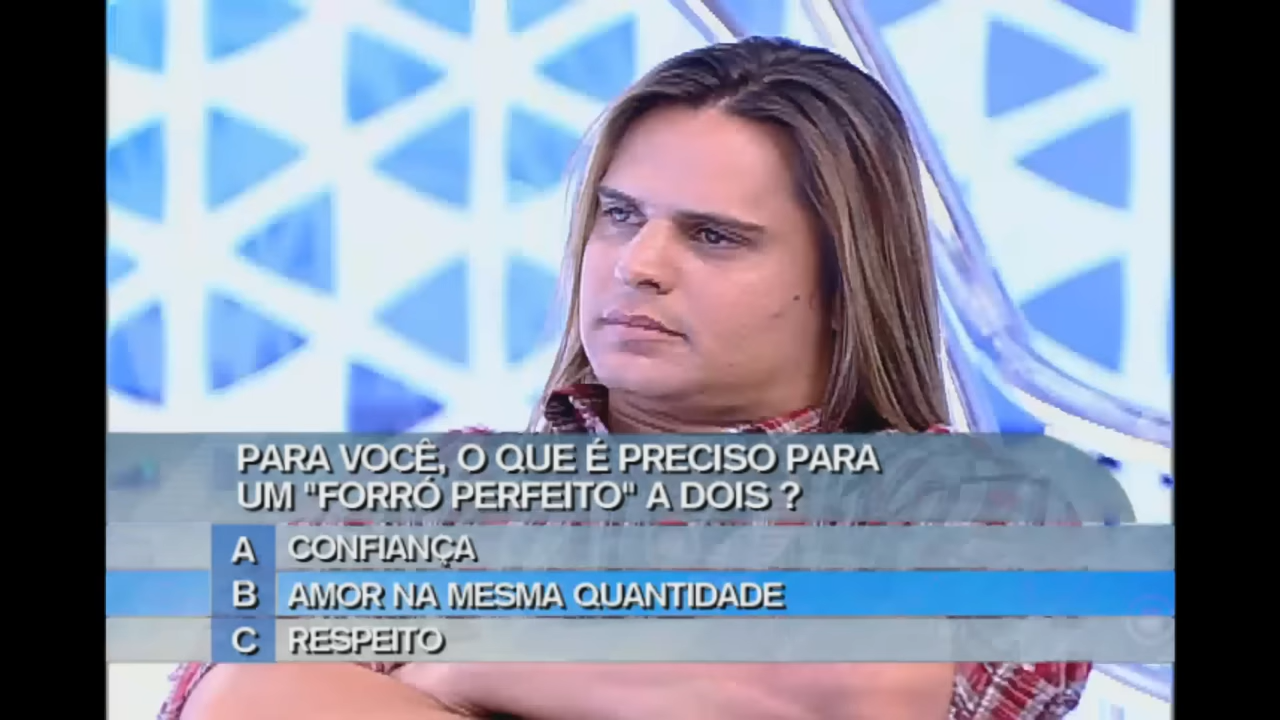 PARA VOCÊ, O QUE É PRECISO PARA
UM "FORRÓ PERFEITO" A DOIS ?
A CONFIANÇA
B AMOR NA MESMA QUANTIDADE
C RESPEITO